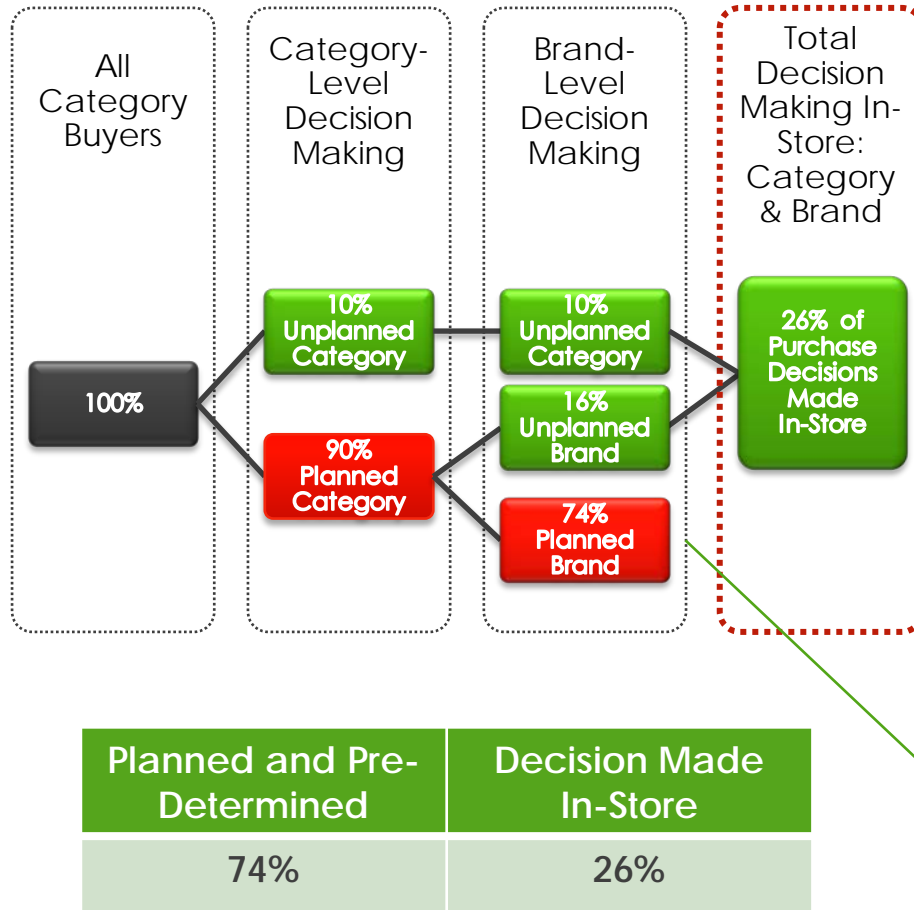 All
Category
Buyers
Category-
Level
Decision
Making
Brand-
Level
Decision
Making
Total
Decision
Making In-
Store:
Category
& Brand
100%
10%
Unplanned
Category
90%
Planned
Category
10%
Unplanned
Category
16%
Unplanned
Brand
74%
Planned
Brand
26% of
Purchase
Decisions
Made
In-Store
Planned and Pre-
Determined
Decision Made
In-Store
74%
26%